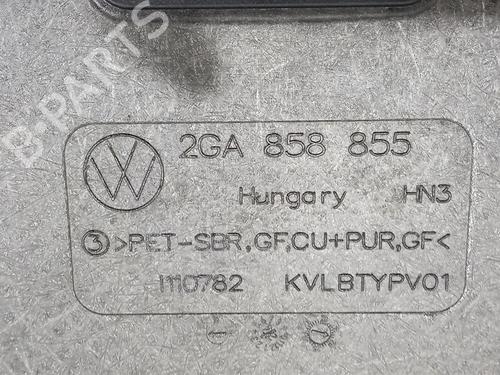 B-PARTS
2GA 858 855
Hungary HN3
3 >PET-SBR,GF,CU+PUR,GF<
1110782 KVLBTYPV01